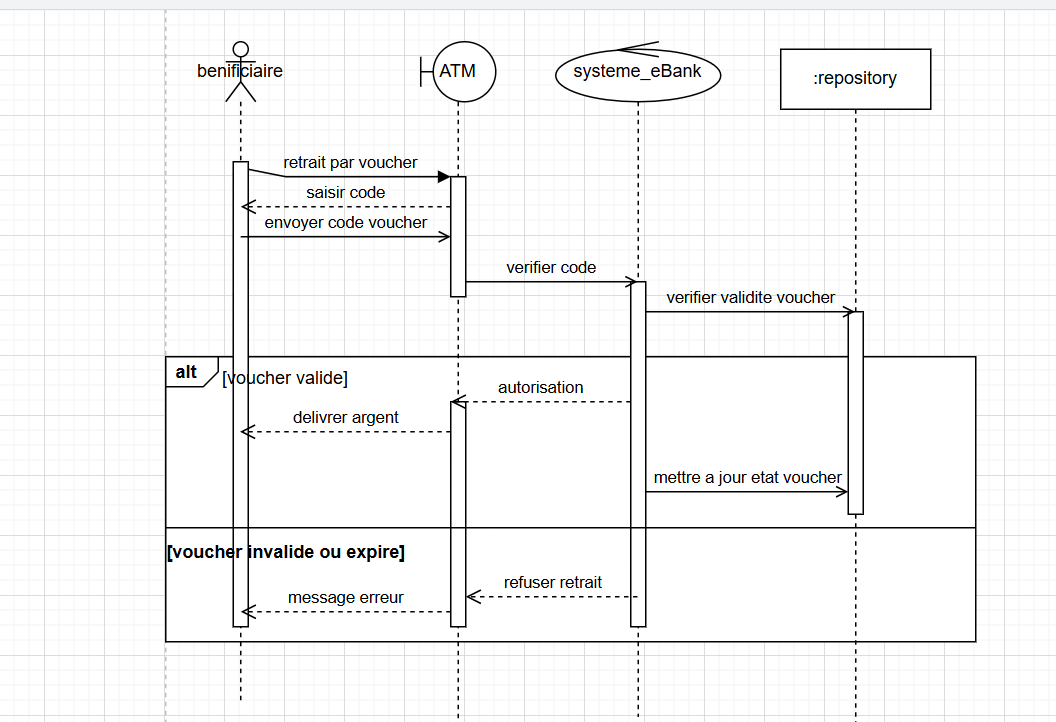 benificiaire
ATM
systeme_eBank
:repository
retrait par voucher
saisir code
envoyer code voucher
verifier code
verifier validite voucher
alt
[voucher valide]
autorisation
delivrer argent
mettre a jour etat voucher
[voucher invalide ou expire]
refuser retrait
message erreur